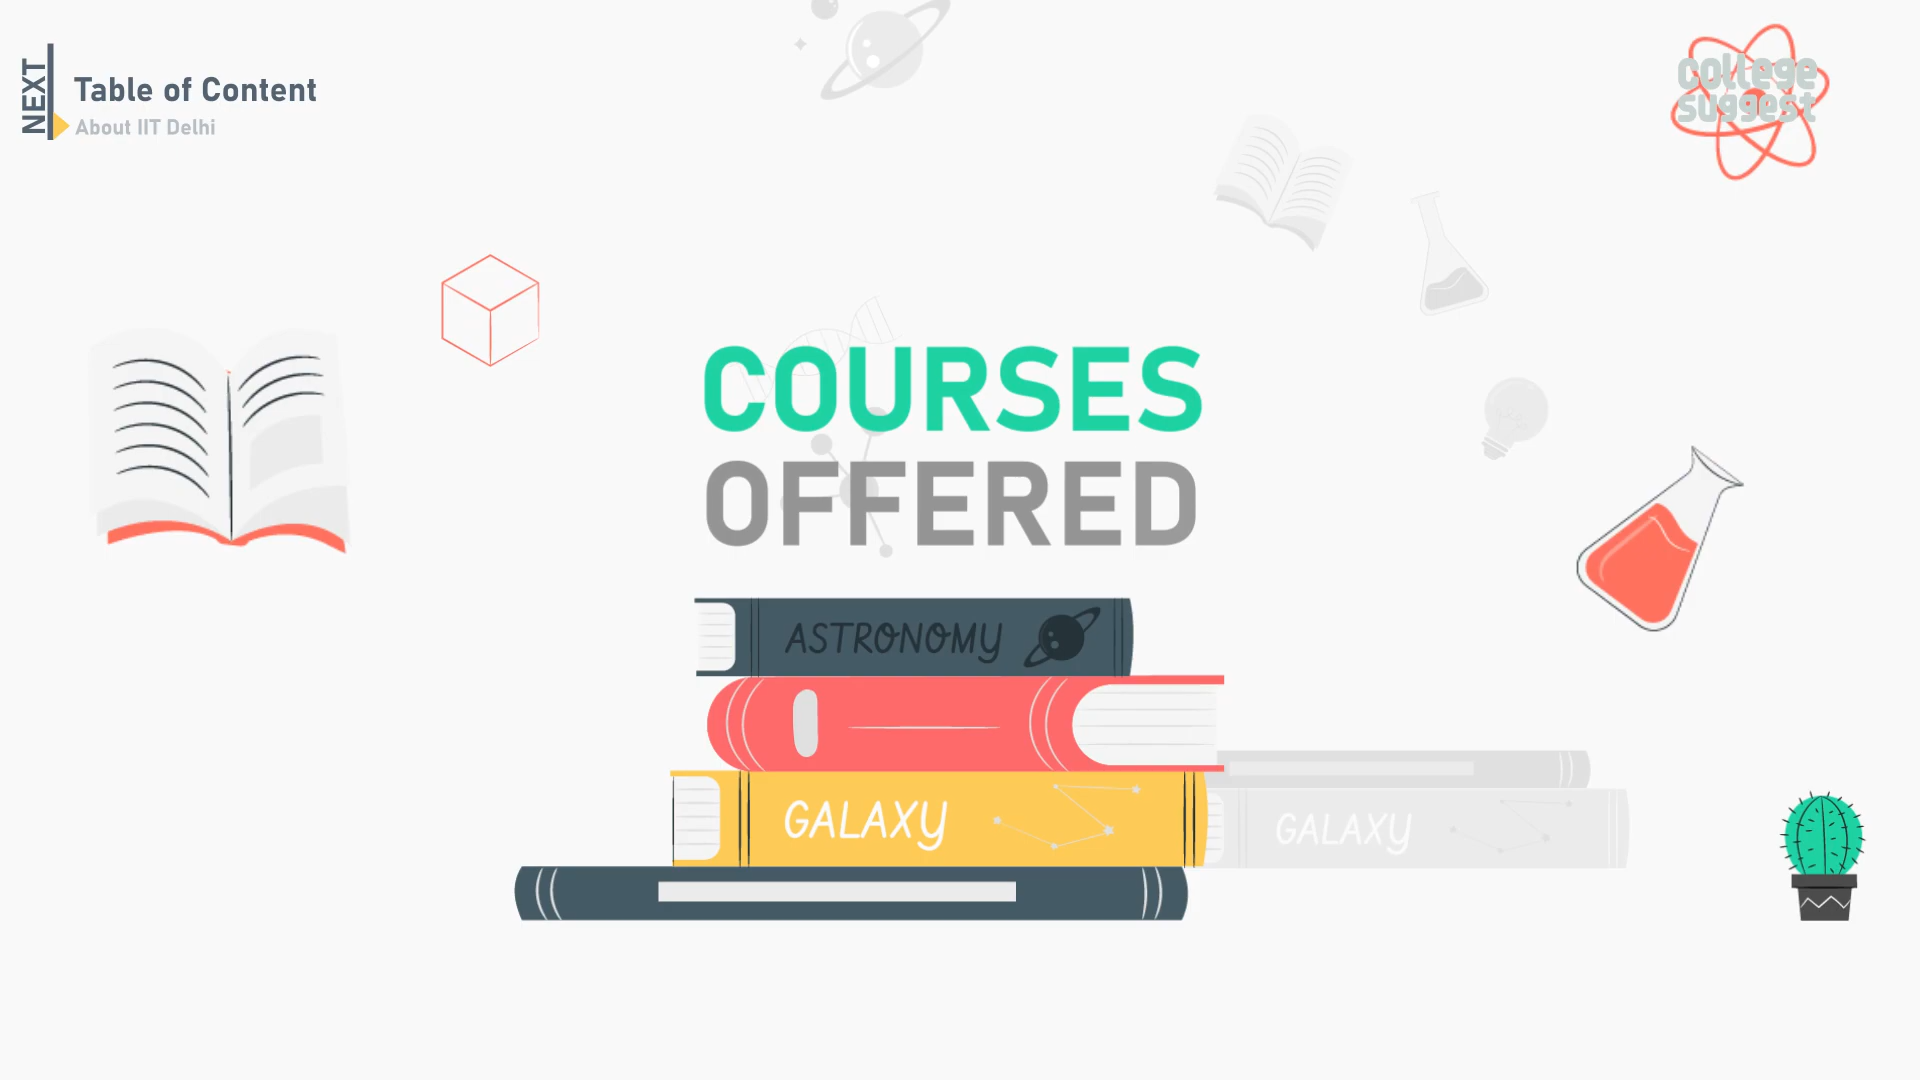 NEXT
Table of Content
About IIT Delhi
college
suggest
COURSES
OFFERED
ASTRONOMY
GALAXY
GALAXY